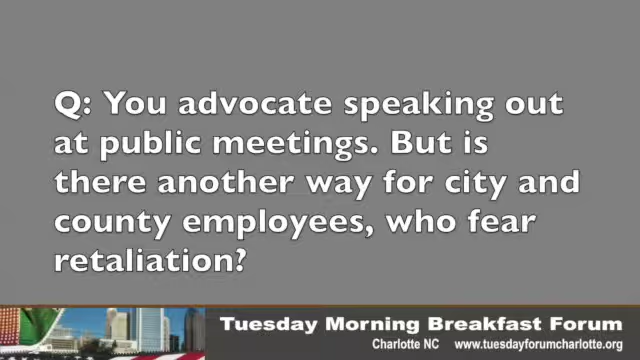 Q: You advocate speaking out
at public meetings. But is
there another way for city and
county employees, who fear
retaliation?
Tuesday Morning Breakfast Forum
Charlotte NC www.tuesdayforumcharlotte.org